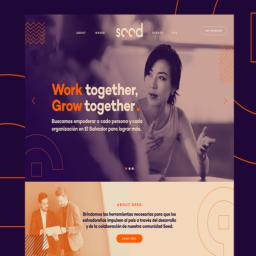 seed
Work together,
Grow together.
Buscamos empoderar a cada persona y cada
organización en El Salvador para lograr más.
ABOUT SEED
Brindamos las herramientas necesarias para que los
salvadoreños impulsen al país a través del desarrollo
y de la colaboración de nuestra comunidad Seed.